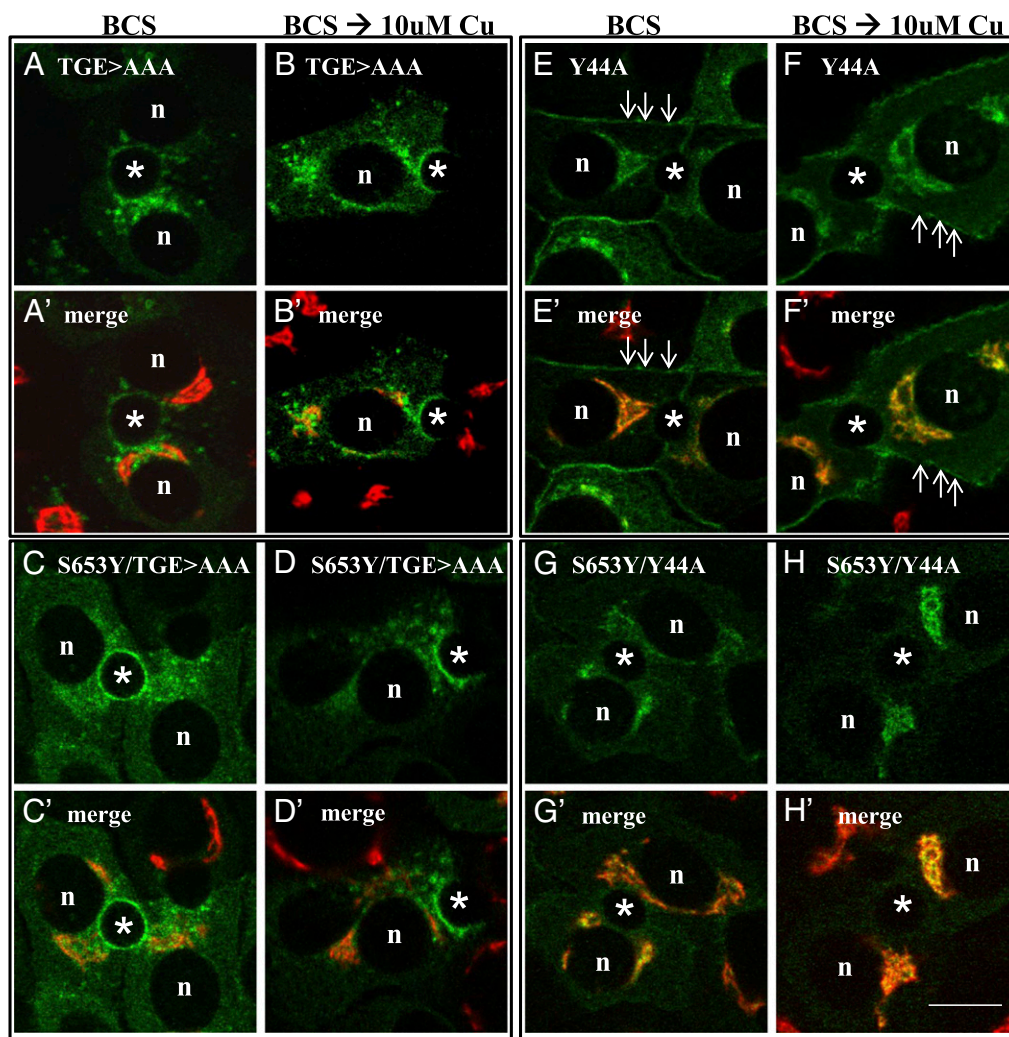 BCS BCS → 10uM Cu BCS BCS → 10uM Cu
A TGE>AAA B TGE>AAA E Y44A F Y44A
n
*
n
n
*
n
*
n
n
*
n
A’ merge B’ merge E’ merge F’ merge
n
*
n
n
*
n
*
n
n
*
n
C S653Y/TGE>AAA D S653Y/TGE>AAA G S653Y/Y44A H S653Y/Y44A
n
*
n
n
*
n
*
n
n
*
n
C’ merge D’ merge G’ merge H’ merge
n
*
n
n
*
n
*
n
n
*
n